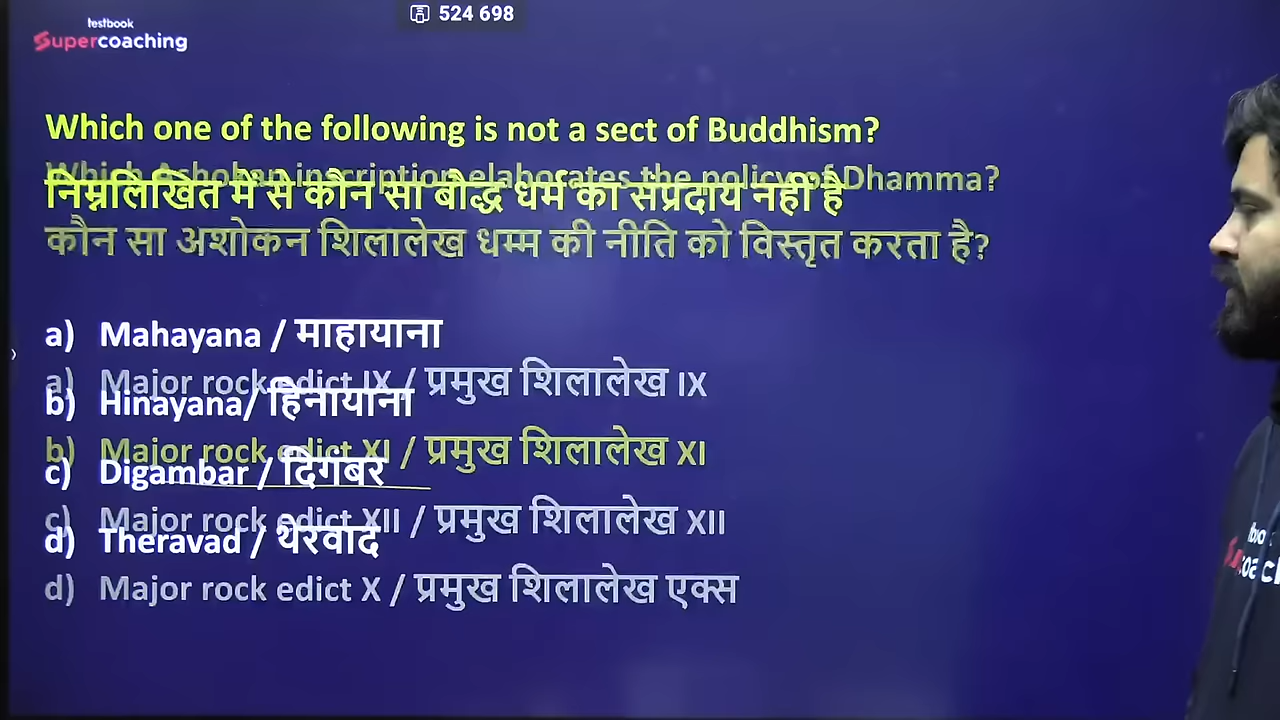 524 698
testbook
Supercoaching
Which one of the following is not a sect of Buddhism?
Which Ashokan inscription elaborates the policy of Dhamma?
निम्नलिखित में से कौन सा बौद्ध धर्म का संप्रदाय नहीं है
कौन सा अशोकन शिलालेख धम्म की नीति को विस्तृत करता है?
a) Mahayana / माहायाना
a) Major rock edict IX / प्रमुख शिलालेख IX
b) Hinayana/ हिनायाना
b) Major rock edict XI / प्रमुख शिलालेख XI
c) Digambar / दिगंबर
c) Major rock edict XII / प्रमुख शिलालेख XII
d) Theravad / थेरवाद
d) Major rock edict X / प्रमुख शिलालेख एक्स